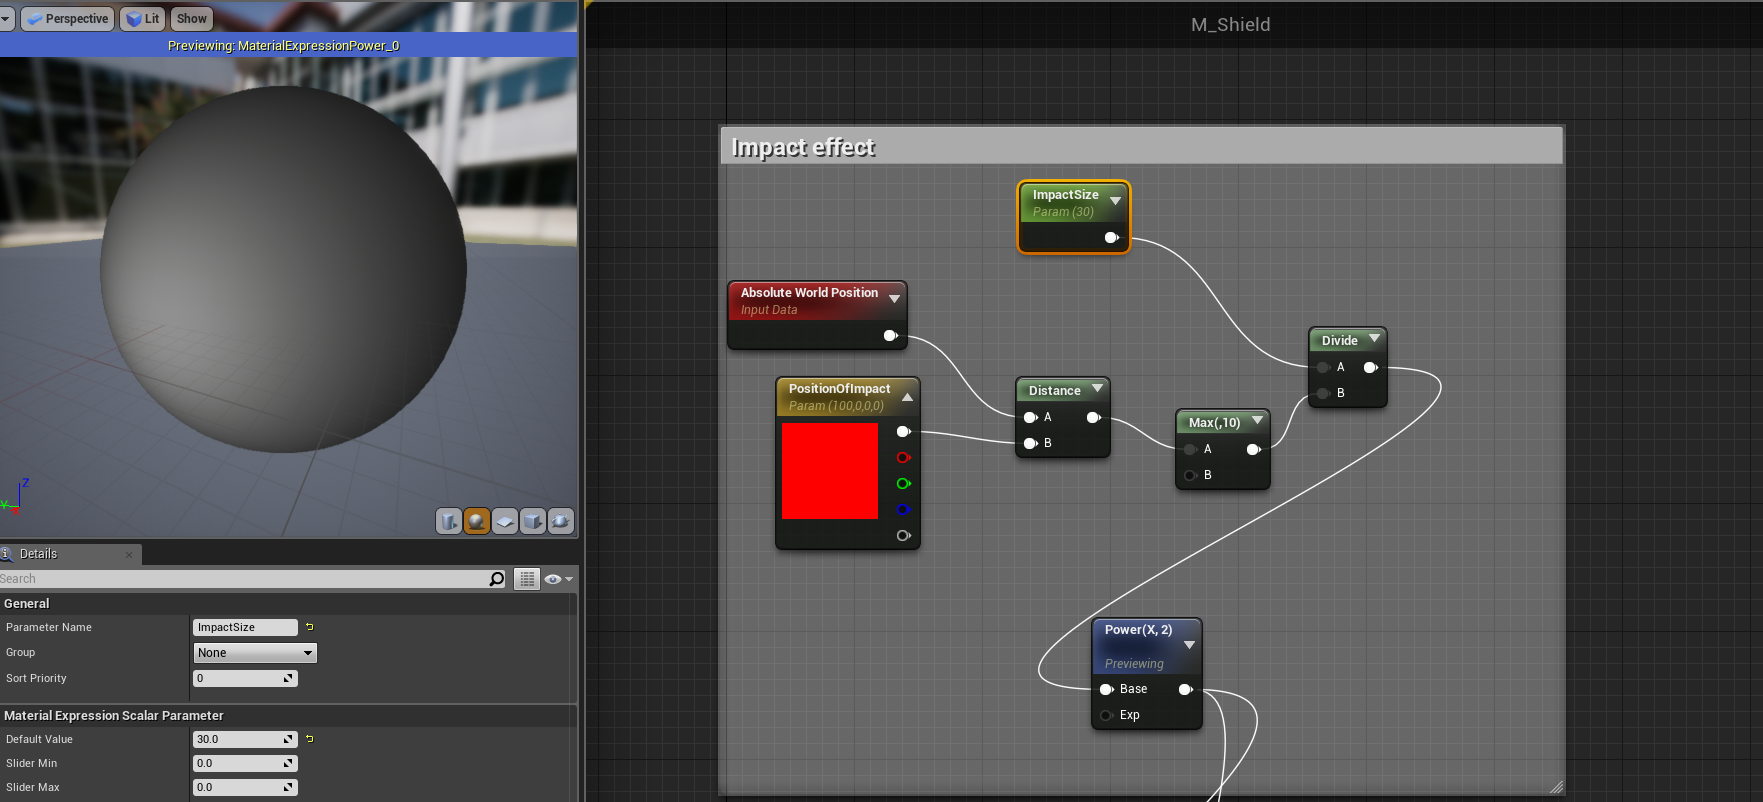 Perspective
Lit
Show
Previewing: MaterialExpressionPower_0
Z
Y
Details
Search
General
Parameter Name
ImpactSize
Group
None
Sort Priority
0
Material Expression Scalar Parameter
Default Value
30.0
Slider Min
0.0
Slider Max
0.0
M_Shield
Impact effect
ImpactSize
Param (30)
Absolute World Position
Input Data
PositionOfImpact
Param (100,0,0,0)
Distance
A
B
Max(,10)
A
B
Divide
A
B
Power(X, 2)
Previewing
Base
Exp